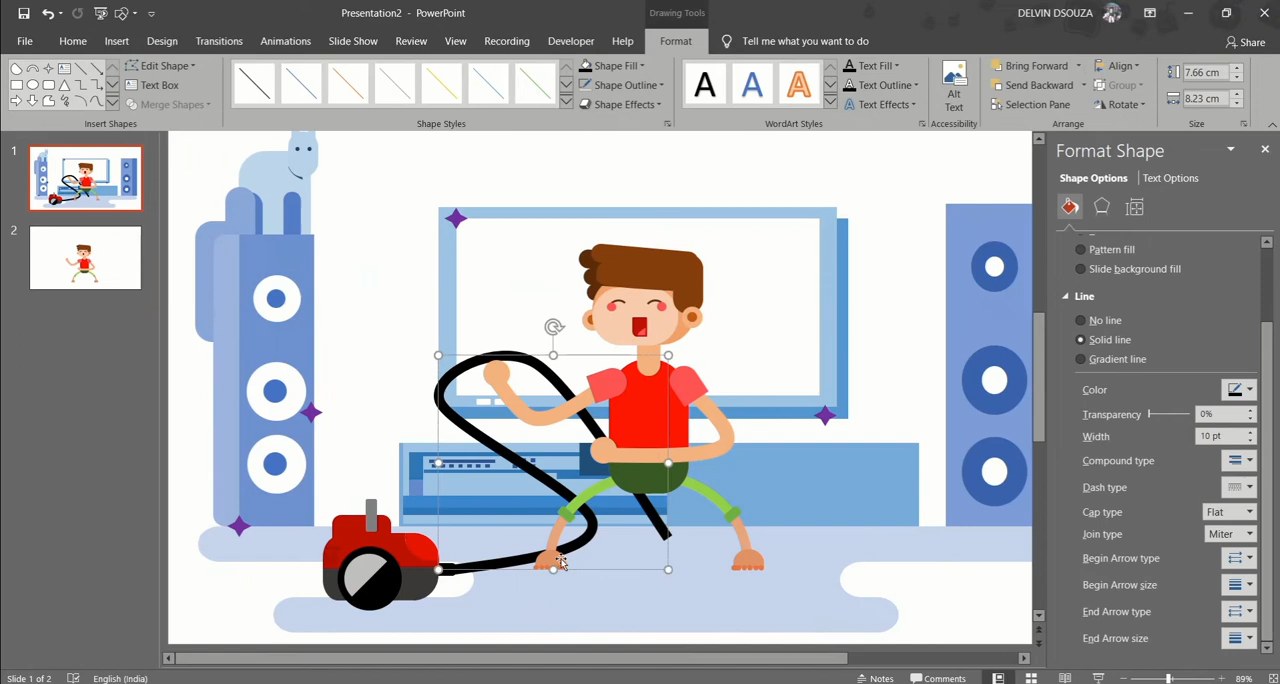 Presentation2 - PowerPoint
Drawing Tools
DELVIN DSOUZA
File
Home
Insert
Design
Transitions
Animations
Slide Show
Review
View
Recording
Developer
Help
Format
Tell me what you want to do
Share
Edit Shape
Text Box
Merge Shapes
Insert Shapes
Shape Fill
Shape Outline
Shape Effects
Shape Styles
A A A
Text Fill
Text Outline
Text Effects
WordArt Styles
Alt
Text
Accessibility
Bring Forward
Send Backward
Selection Pane
Align
Group
Rotate
Arrange
7.66 cm
8.23 cm
Size
1
2
Format Shape
Shape Options
Text Options
Pattern fill
Slide background fill
Line
No line
Solid line
Gradient line
Color
Transparency 0%
Width 10 pt
Compound type
Dash type
Cap type Flat
Join type Miter
Begin Arrow type
Begin Arrow size
End Arrow type
End Arrow size
Slide 1 of 2
English (India)
Notes
Comments
89%